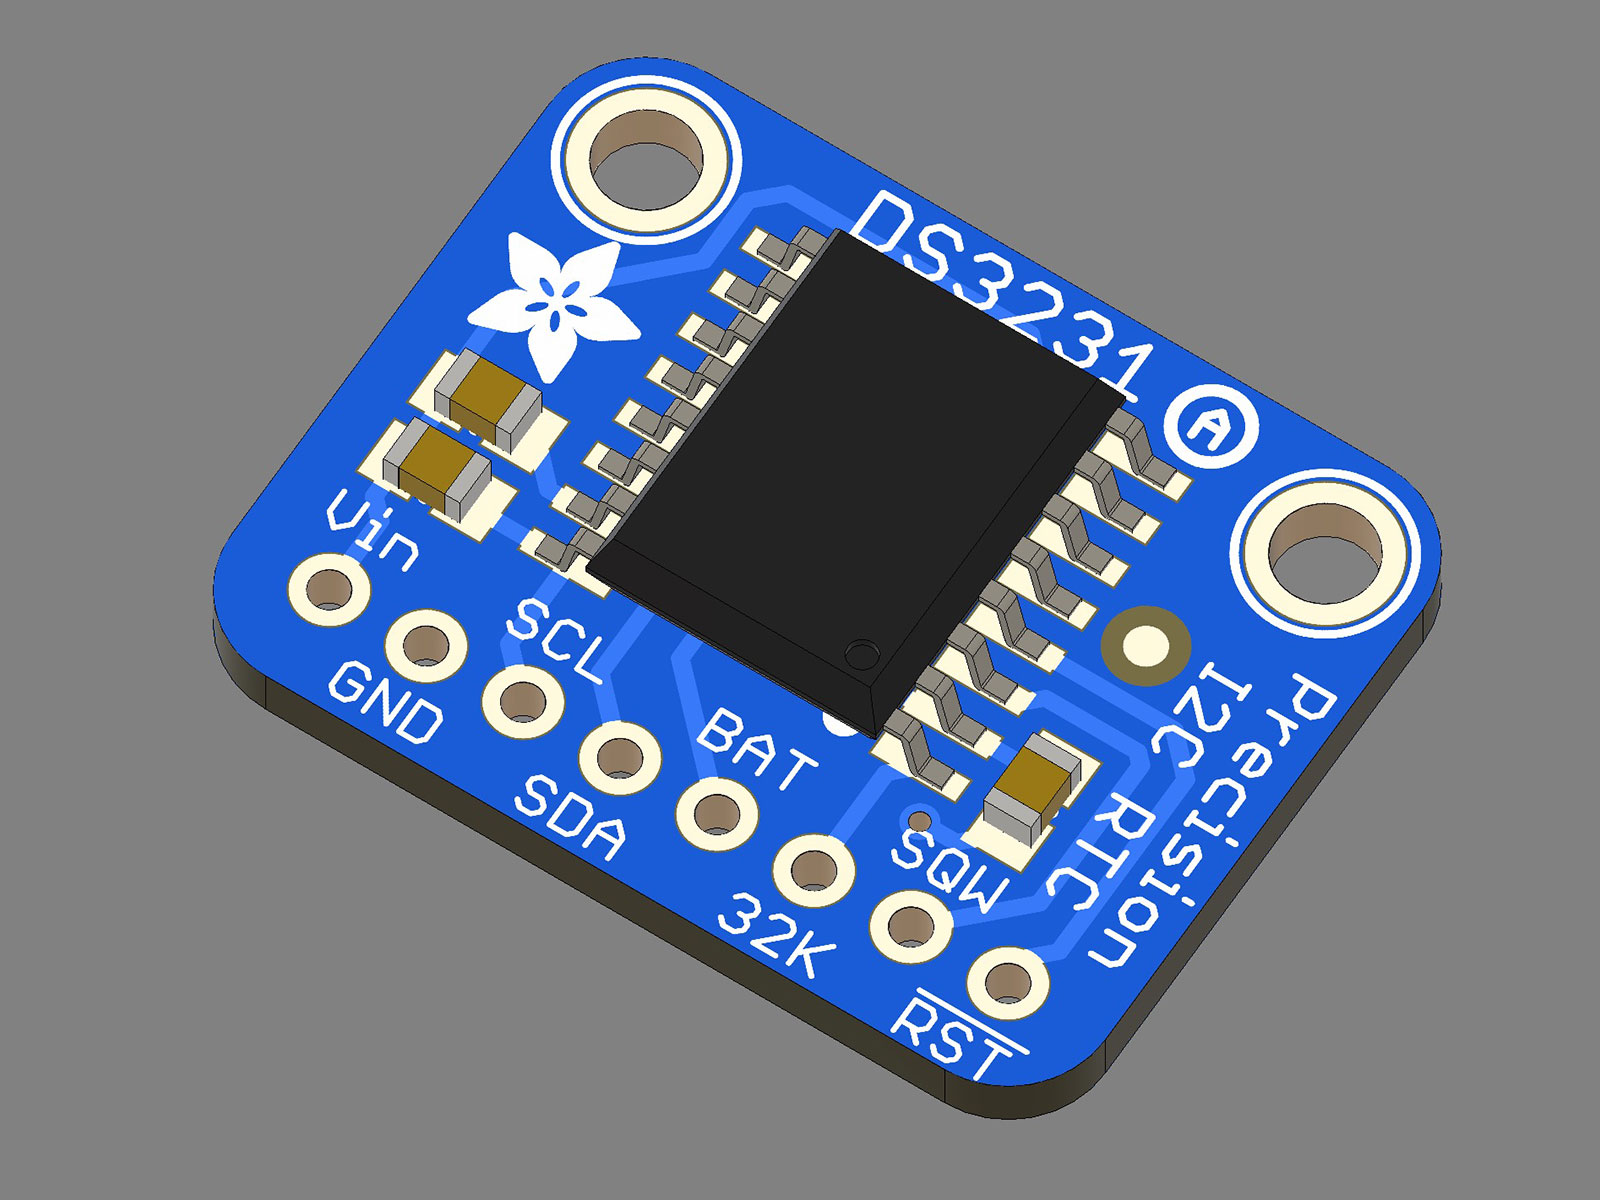 DS3231
A
Vin
GND
SCL
SDA
BAT
32K
SQW
RST
Precision
I2C RTC